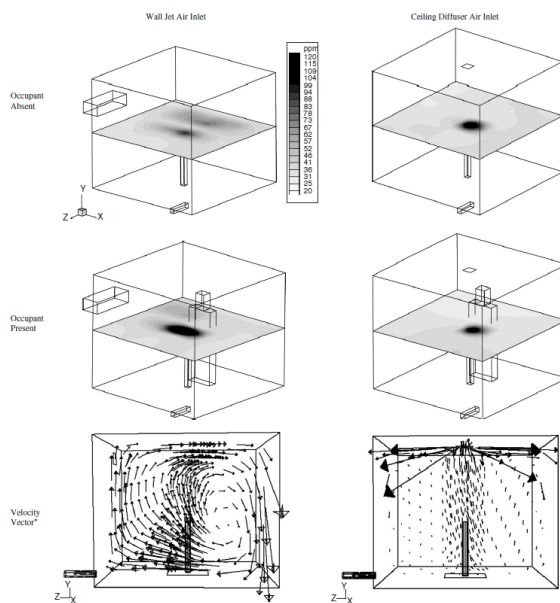 Wall Jet Air Inlet
Ceiling Diffuser Air Inlet
Occupant
Absent
ppm
120
115
109
104
99
94
88
83
78
73
67
62
57
52
46
41
36
31
25
20
Y
Z
X
Occupant
Present
Velocity
Vector"
Y
Z
X
Y
Z
X